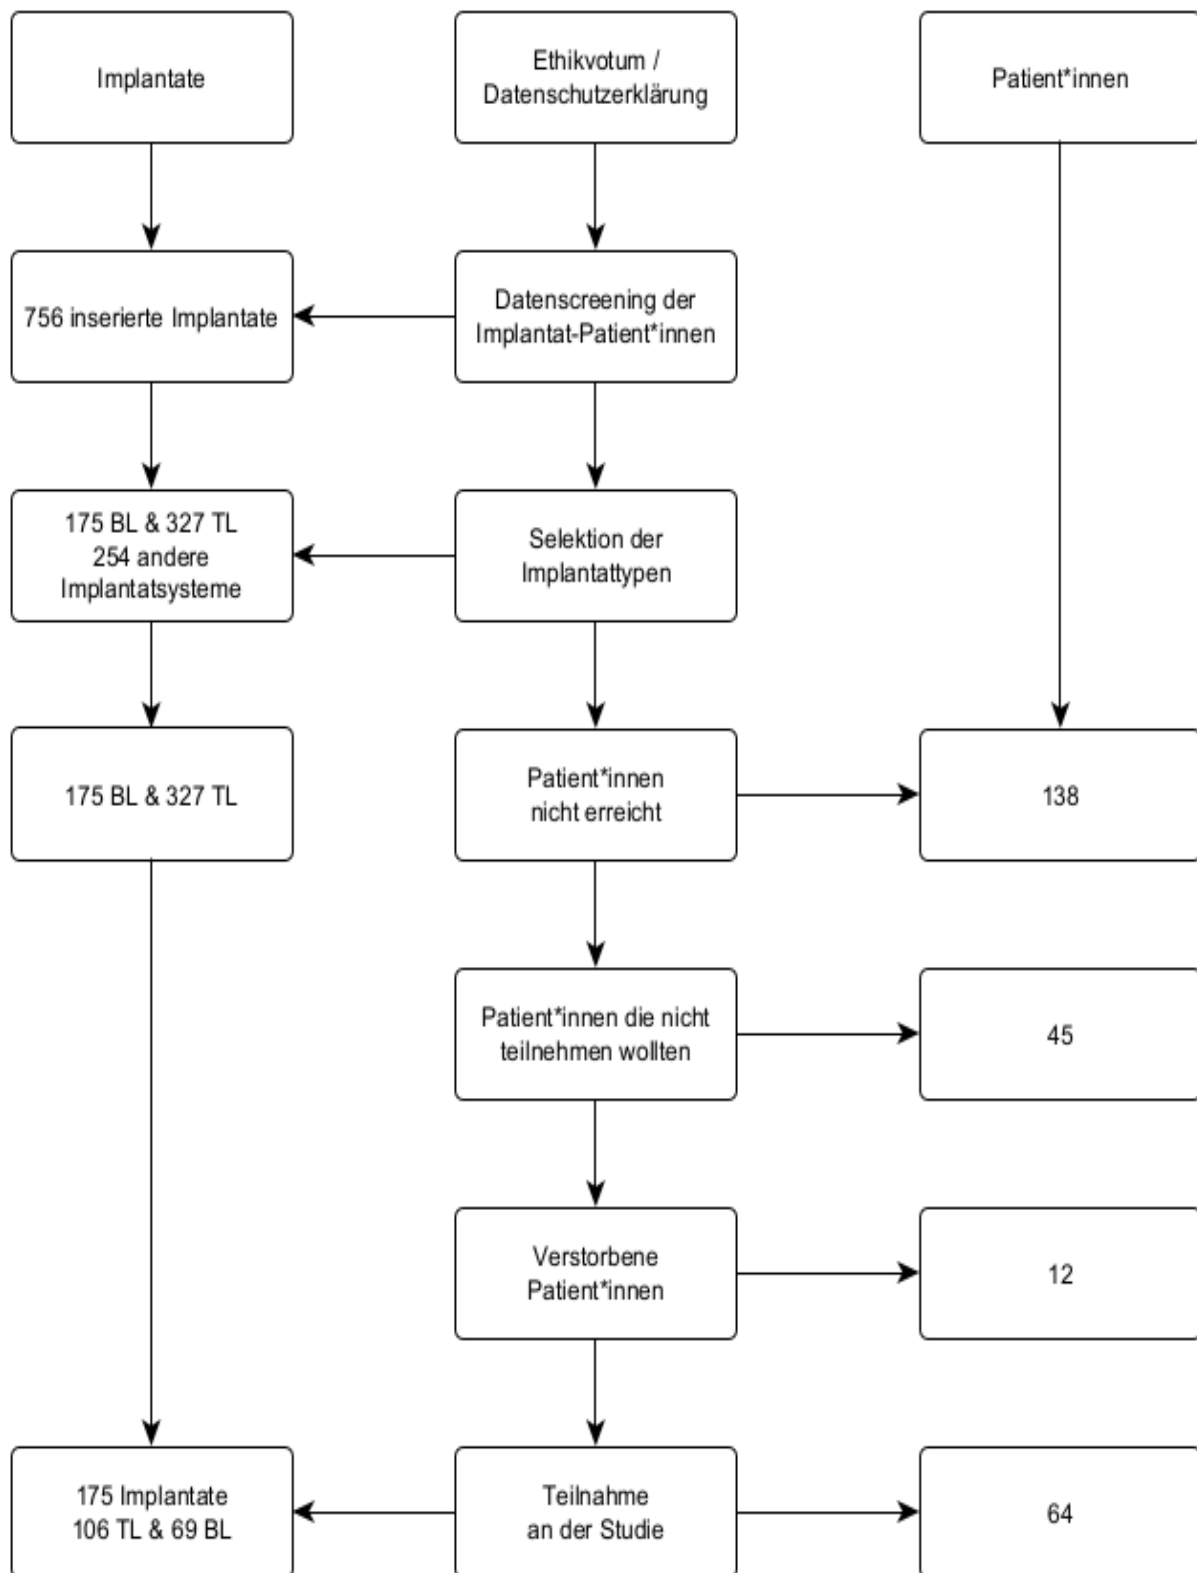 Implantate
Ethikvotum /
Datenschutzerklärung
Patient*innen
756 inserierte Implantate
Datenscreening der
Implantat-Patient*innen
175 BL & 327 TL
254 andere
Implantatsysteme
Selektion der
Implantattypen
175 BL & 327 TL
Patient*innen
nicht erreicht
138
Patient*innen die nicht
teilnehmen wollten
45
Verstorbene
Patient*innen
12
175 Implantate
106 TL & 69 BL
Teilnahme
an der Studie
64